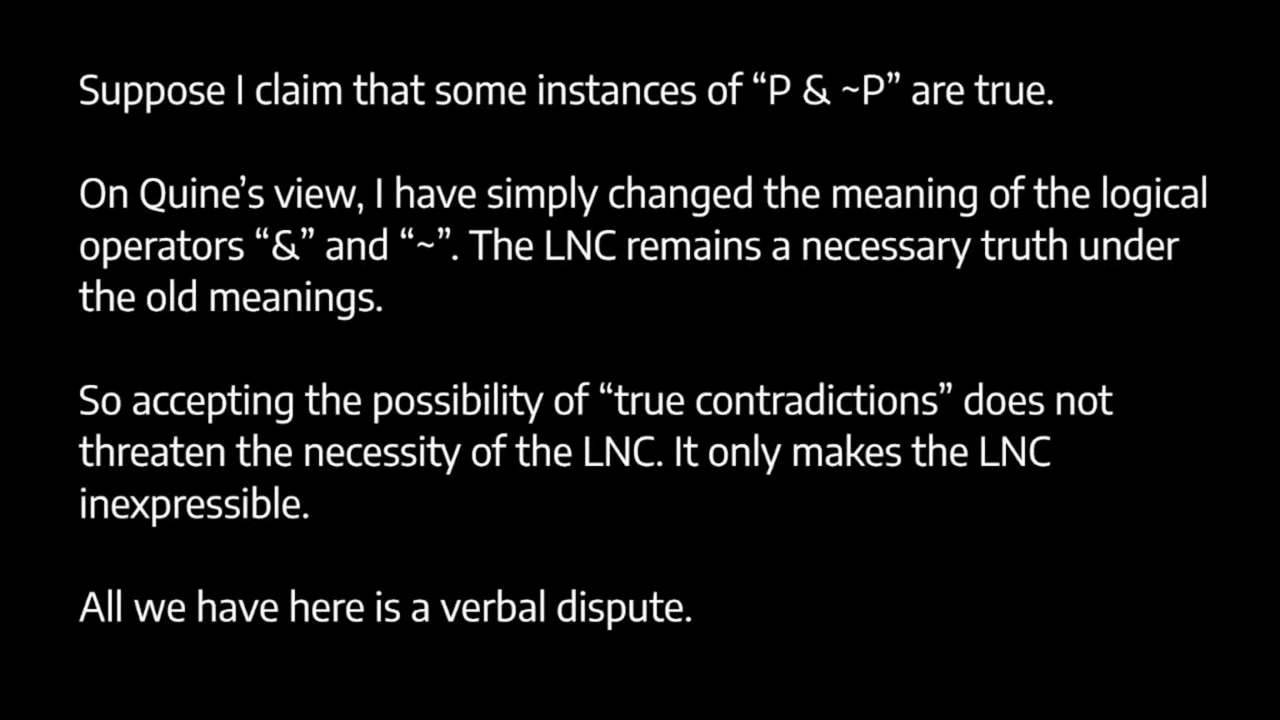 Suppose I claim that some instances of “P & ~P” are true.
On Quine’s view, I have simply changed the meaning of the logical
operators “&” and “~”. The LNC remains a necessary truth under
the old meanings.
So accepting the possibility of “true contradictions” does not
threaten the necessity of the LNC. It only makes the LNC
inexpressible.
All we have here is a verbal dispute.